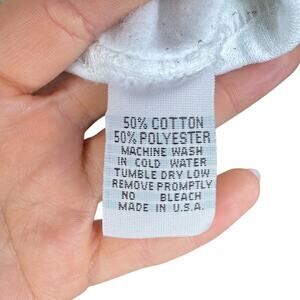 50% COTTON
50% POLYESTER
MACHINE WASH
IN COLD WATER
TUMBLE DRY LOW
REMOVE PROMPTLY
NO BLEACH
MADE IN U.S.A.